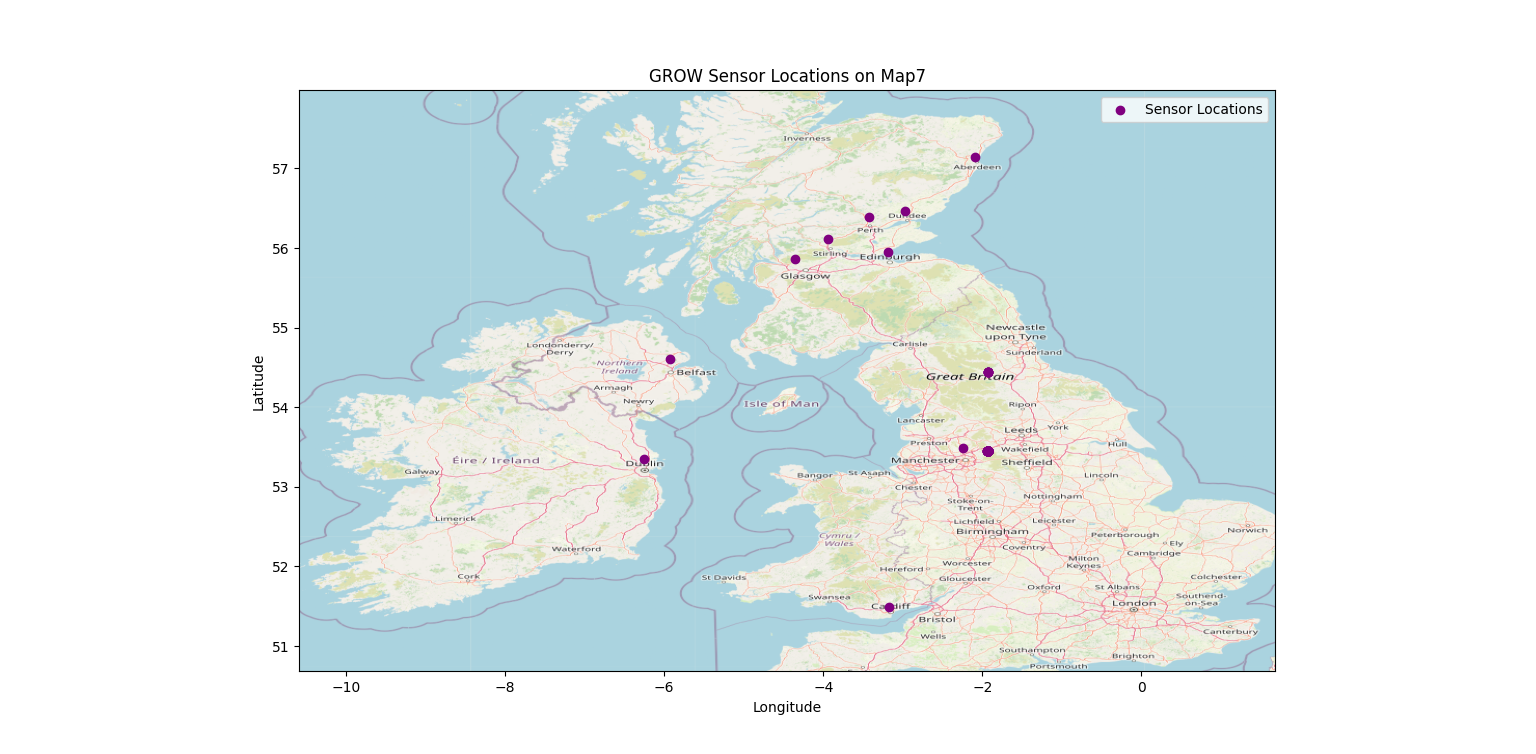 GROW Sensor Locations on Map7
Sensor Locations
Inverness
57
Aberdeen
Dundee
Perth
56
Stirling
Edinburgh
Glasgow
55
Newcastle
upon Tyne
Londonderry/
Derry
Carlisle
Sunderland
Northern
Ireland
Belfast
Great Britain
Armagh
Newry
Isle of Man
Ripon
54
Lancaster
York
Leeds
Preston
Hull
Wakefield
Éire / Ireland
Dublin
Manchester
Sheffield
Galway
Bangor
St Asaph
Lincoln
53
Chester
Nottingham
Stoke-on-
Trent
Limerick
Lichfield
Leicester
Birmingham
Norwich
Peterborough
Cymru /
Wales
Ely
Waterford
Coventry
Cambridge
52
Worcester
Milton
Keynes
Hereford
Cork
St Davids
Gloucester
Colchester
Oxford
St Albans
Swansea
Southend-
on-Sea
Cardiff
London
Bristol
Canterbury
Wells
51
Southampton
Brighton
Portsmouth
−10
−8
−6
−4
−2
0
Latitude
Longitude